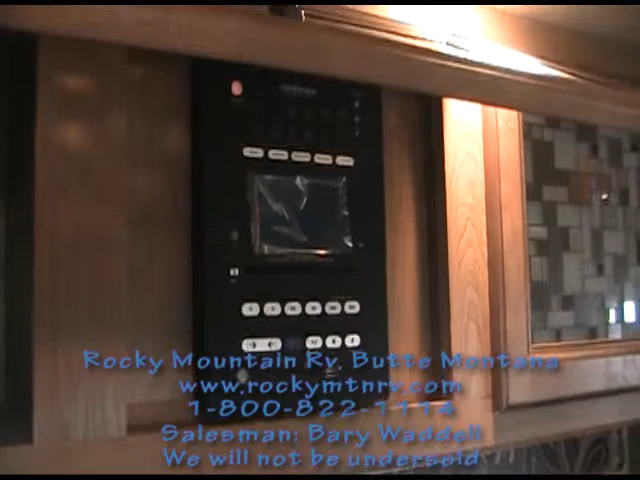 Rocky Mountain Rv. Butte Montana
www.rockymtnrv.com
1-800-822-1114
Salesman: Bary Waddell
We will not be undersold